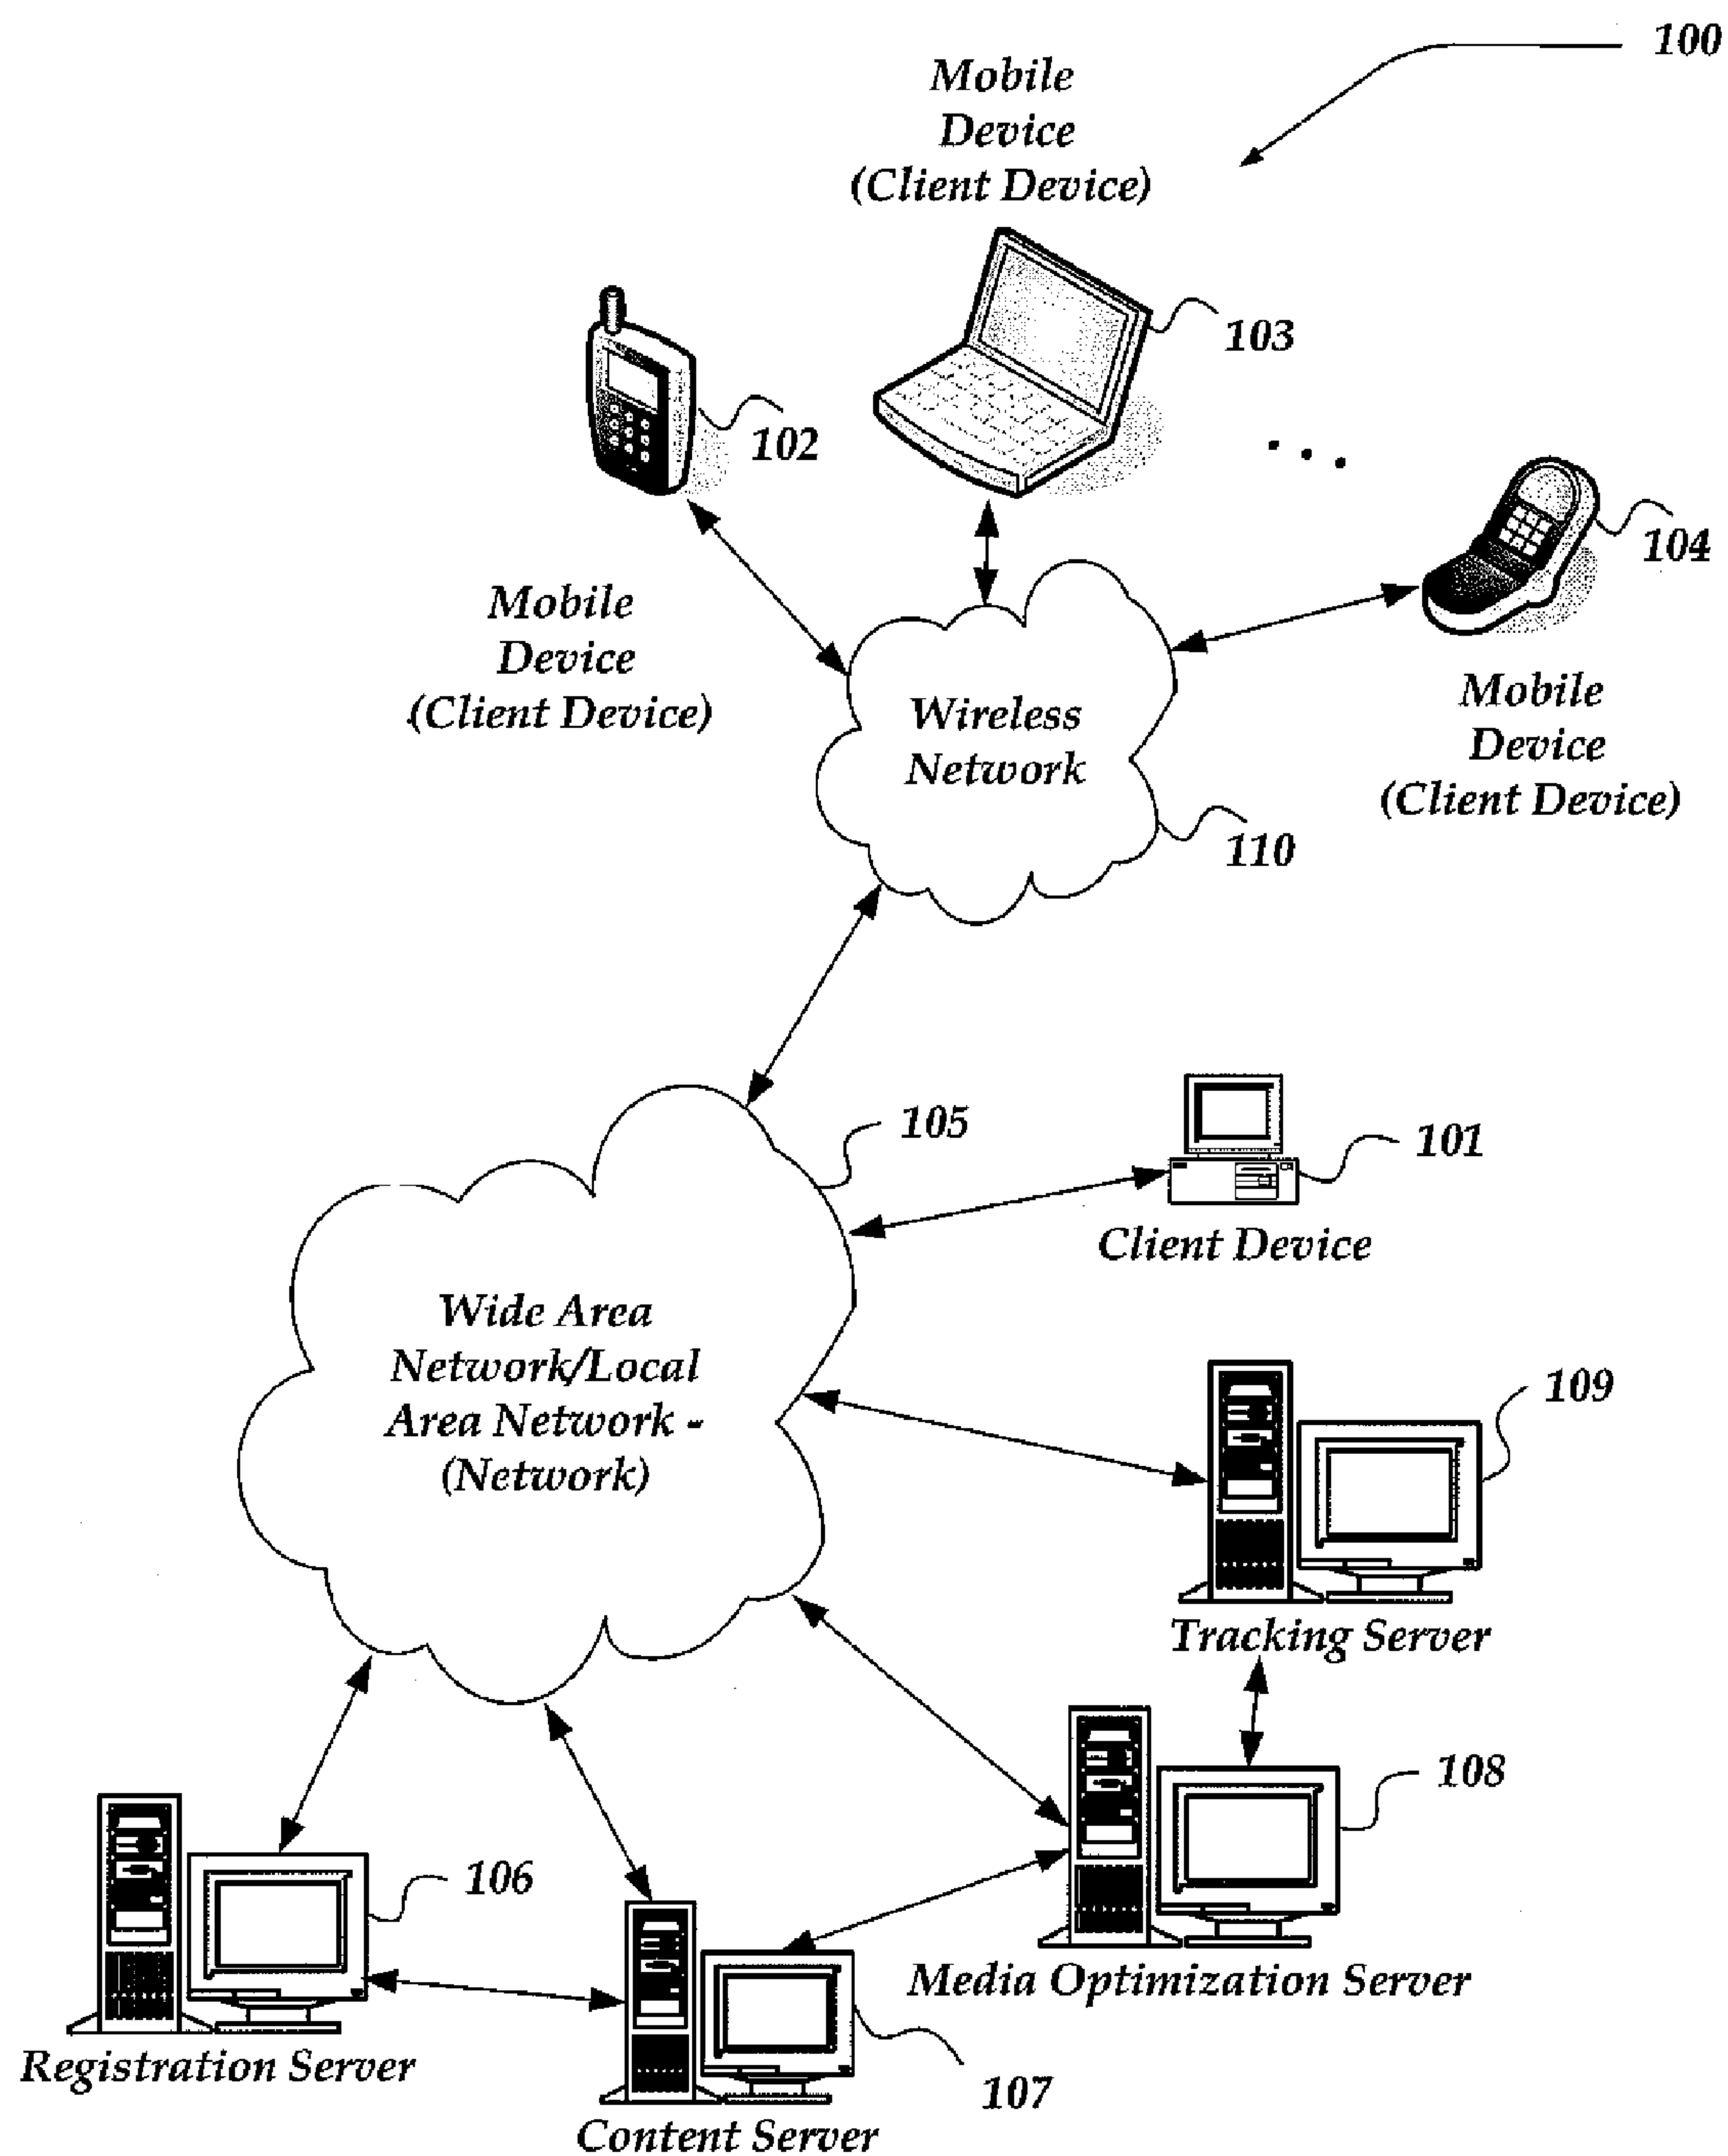 100
Mobile
Device
(Client Device)
103
102
104
Mobile
Device
(Client Device)
Mobile
Device
(Client Device)
Wireless
Network
110
105
101
Client Device
Wide Area
Network/Local
Area Network -
(Network)
109
Tracking Server
108
Media Optimization Server
106
Registration Server
107
Content Server